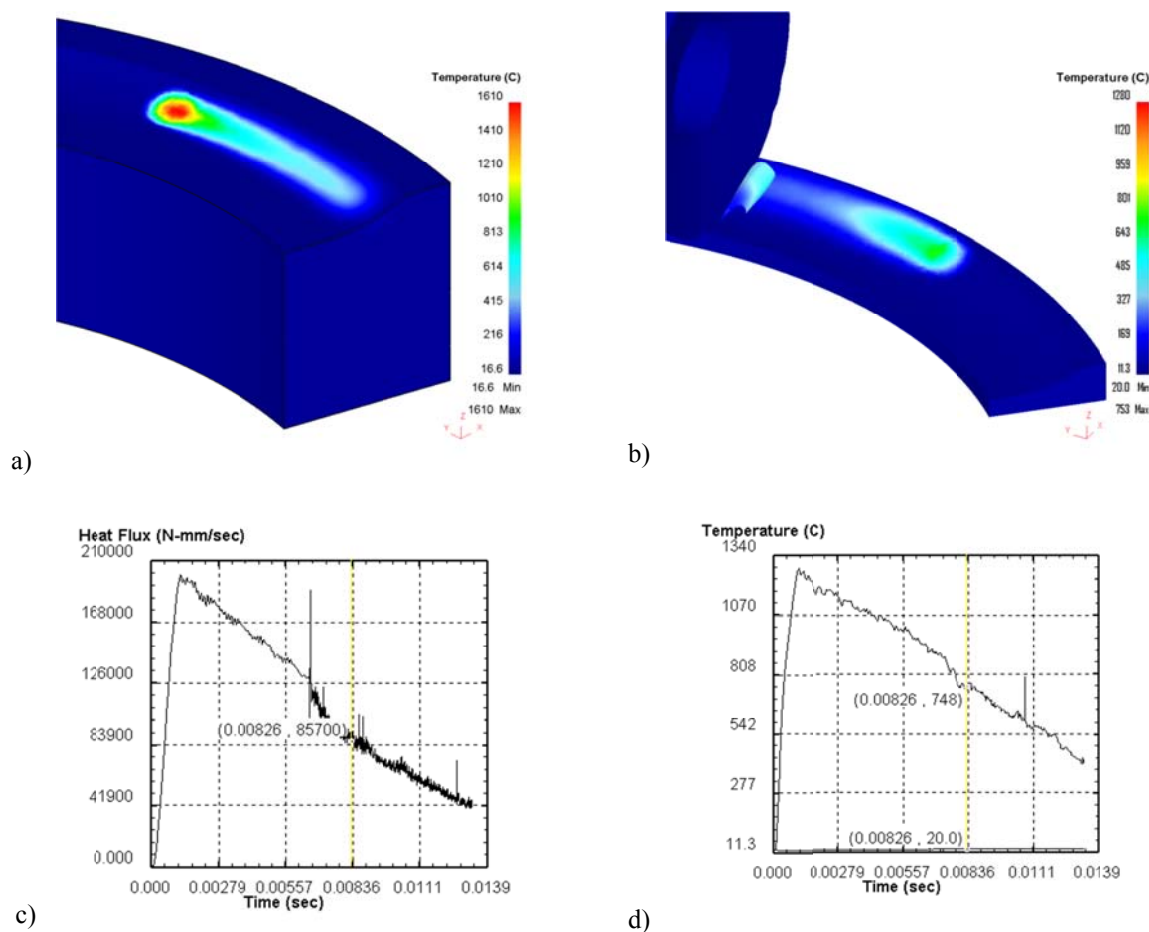 Temperature (C)
1610
1410
1210
1010
813
614
415
216
16.6
16.6 Min
1610 Max
Z
Y X
a)
Temperature (C)
1280
1120
959
801
643
485
327
169
11.3
20.0 Min
753 Max
Z
Y X
b)
Heat Flux (N-mm/sec)
210000
168000
126000
(0.00826 , 85700)
83900
41900
0.000
0.000 0.00279 0.00557 0.00836 0.0111 0.0139
Time (sec)
c)
Temperature (C)
1340
1070
808
(0.00826 , 748)
542
277
(0.00826 , 20.0)
11.3
0.000 0.00279 0.00557 0.00836 0.0111 0.0139
Time (sec)
d)